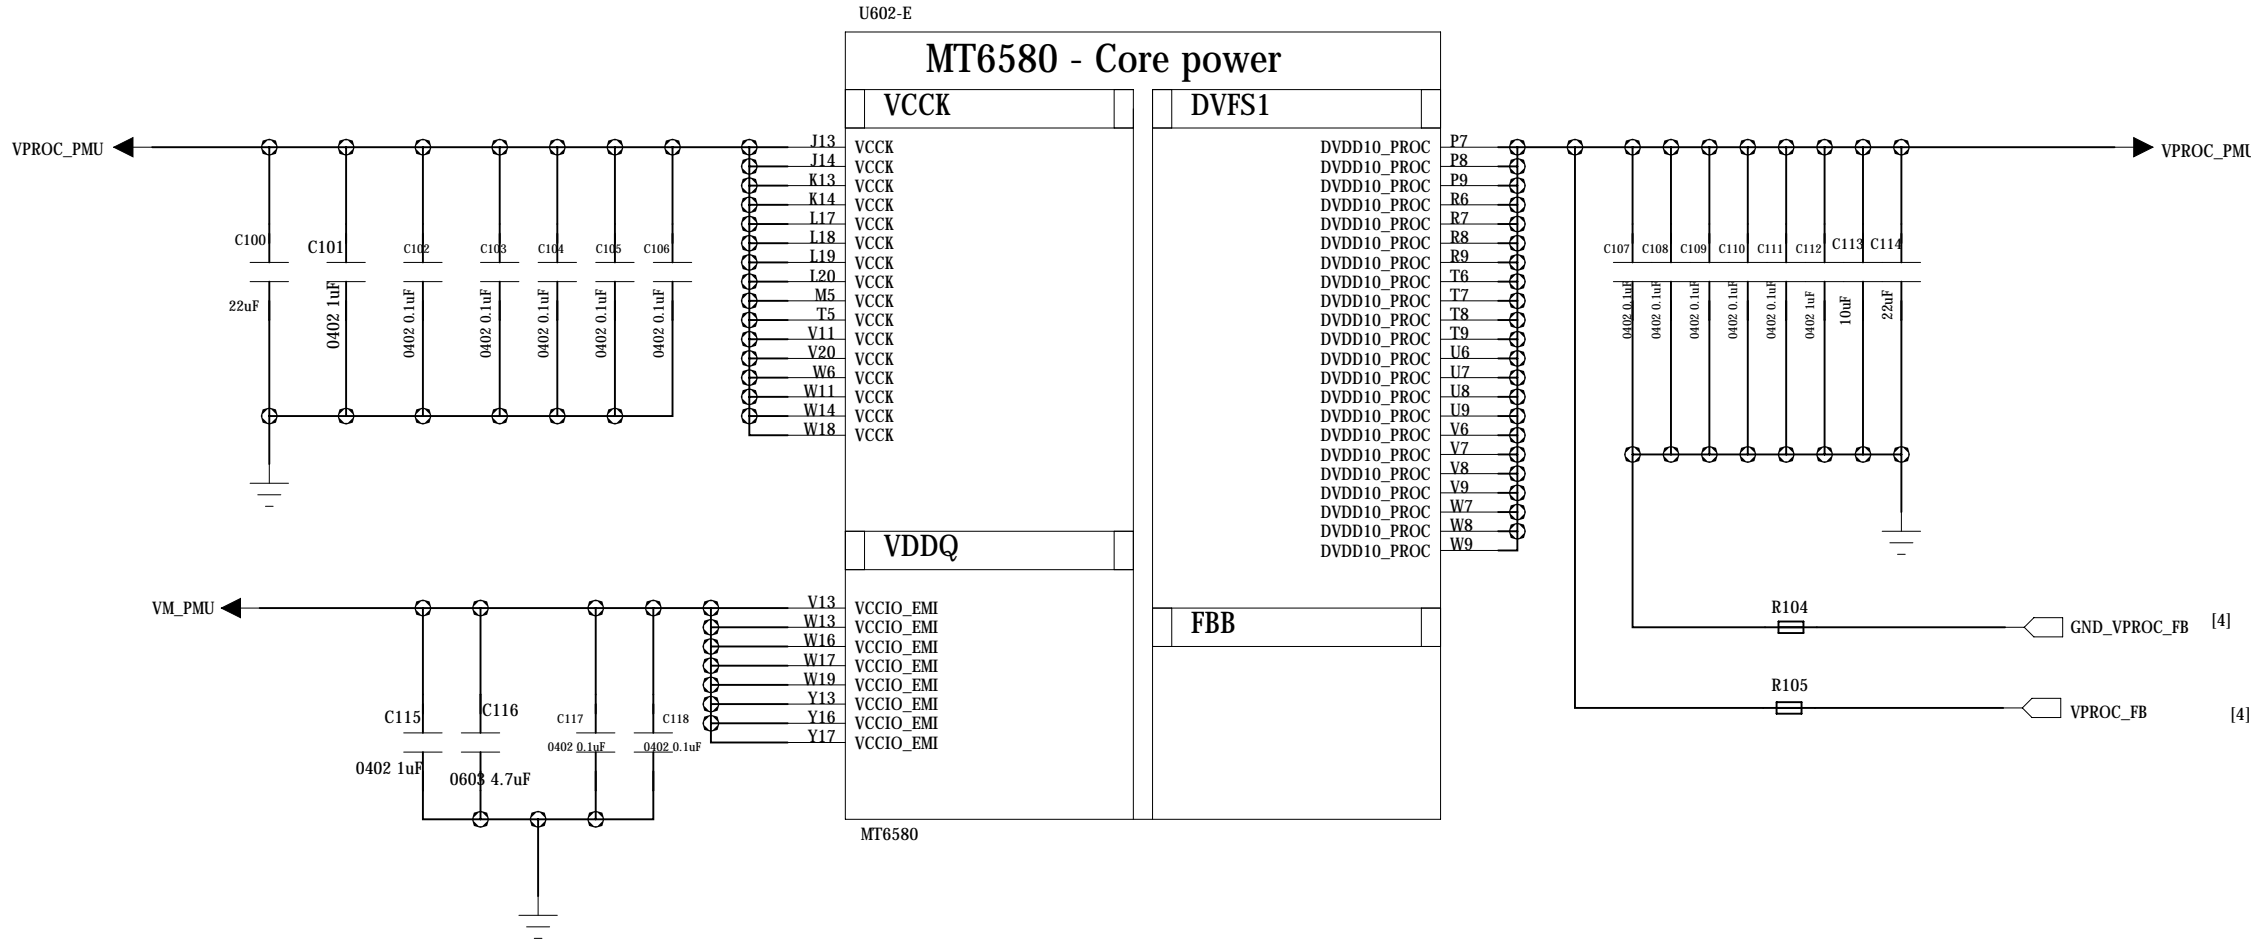 U602-E
MT6580 - Core power
VCCK
DVFS1
VPROC_PMU
J13 VCCK
J14 VCCK
K13 VCCK
K14 VCCK
L17 VCCK
L18 VCCK
L19 VCCK
L20 VCCK
M5 VCCK
T5 VCCK
V11 VCCK
V20 VCCK
W6 VCCK
W11 VCCK
W14 VCCK
W18 VCCK
DVDD10_PROC P7
DVDD10_PROC P8
DVDD10_PROC P9
DVDD10_PROC R6
DVDD10_PROC R7
DVDD10_PROC R8
DVDD10_PROC R9
DVDD10_PROC T6
DVDD10_PROC T7
DVDD10_PROC T8
DVDD10_PROC T9
DVDD10_PROC U6
DVDD10_PROC U7
DVDD10_PROC U8
DVDD10_PROC U9
DVDD10_PROC V6
DVDD10_PROC V7
DVDD10_PROC V8
DVDD10_PROC V9
DVDD10_PROC W7
DVDD10_PROC W8
DVDD10_PROC W9
VPROC_PMU
C100
22uF
C101
0402 1uF
C102
0402 0.1uF
C103
0402 0.1uF
C104
0402 0.1uF
C105
0402 0.1uF
C106
0402 0.1uF
C107
0402 0.1uF
C108
0402 0.1uF
C109
0402 0.1uF
C110
0402 0.1uF
C111
0402 0.1uF
C112
0402 1uF
C113
10uF
C114
22uF
VDDQ
FBB
VM_PMU
V13 VCCIO_EMI
W13 VCCIO_EMI
W16 VCCIO_EMI
W17 VCCIO_EMI
W19 VCCIO_EMI
Y13 VCCIO_EMI
Y16 VCCIO_EMI
Y17 VCCIO_EMI
C115
0402 1uF
C116
0603 4.7uF
C117
0402 0.1uF
C118
0402 0.1uF
R104
GND_VPROC_FB [4]
R105
VPROC_FB [4]
MT6580